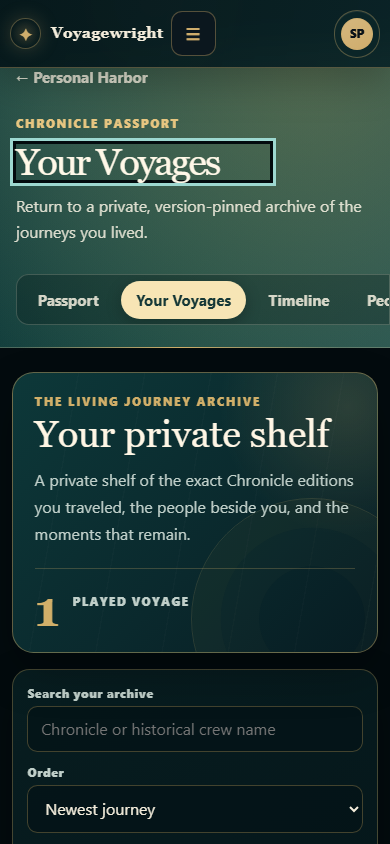 Voyagewright
SP
← Personal Harbor
CHRONICLE PASSPORT
Your Voyages
Return to a private, version-pinned archive of the
journeys you lived.
Passport Your Voyages Timeline
THE LIVING JOURNEY ARCHIVE
Your private shelf
A private shelf of the exact Chronicle editions
you traveled, the people beside you, and the
moments that remain.
1 PLAYED VOYAGE
Search your archive
Chronicle or historical crew name
Order
Newest journey